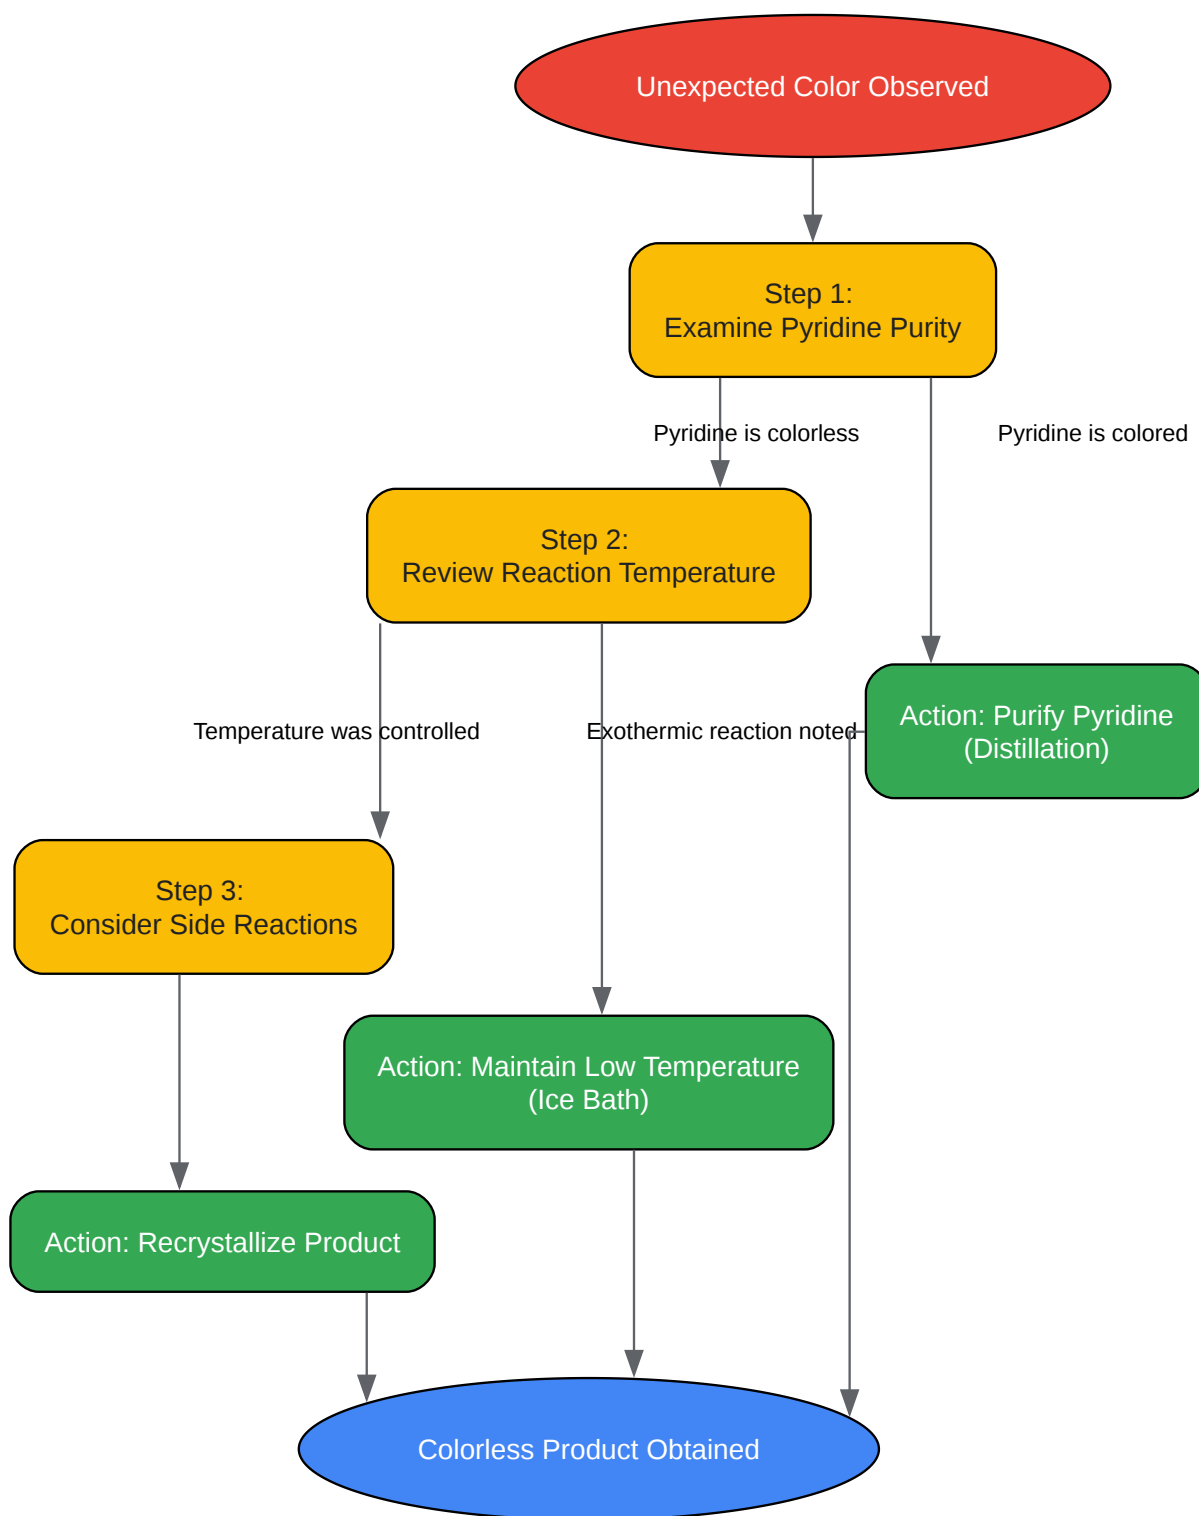 Unexpected Color Observed
Step 1:
Examine Pyridine Purity
Pyridine is colorless
Pyridine is colored
Step 2:
Review Reaction Temperature
Temperature was controlled
Exothermic reaction noted
Action: Purify Pyridine
(Distillation)
Step 3:
Consider Side Reactions
Action: Maintain Low Temperature
(Ice Bath)
Action: Recrystallize Product
Colorless Product Obtained